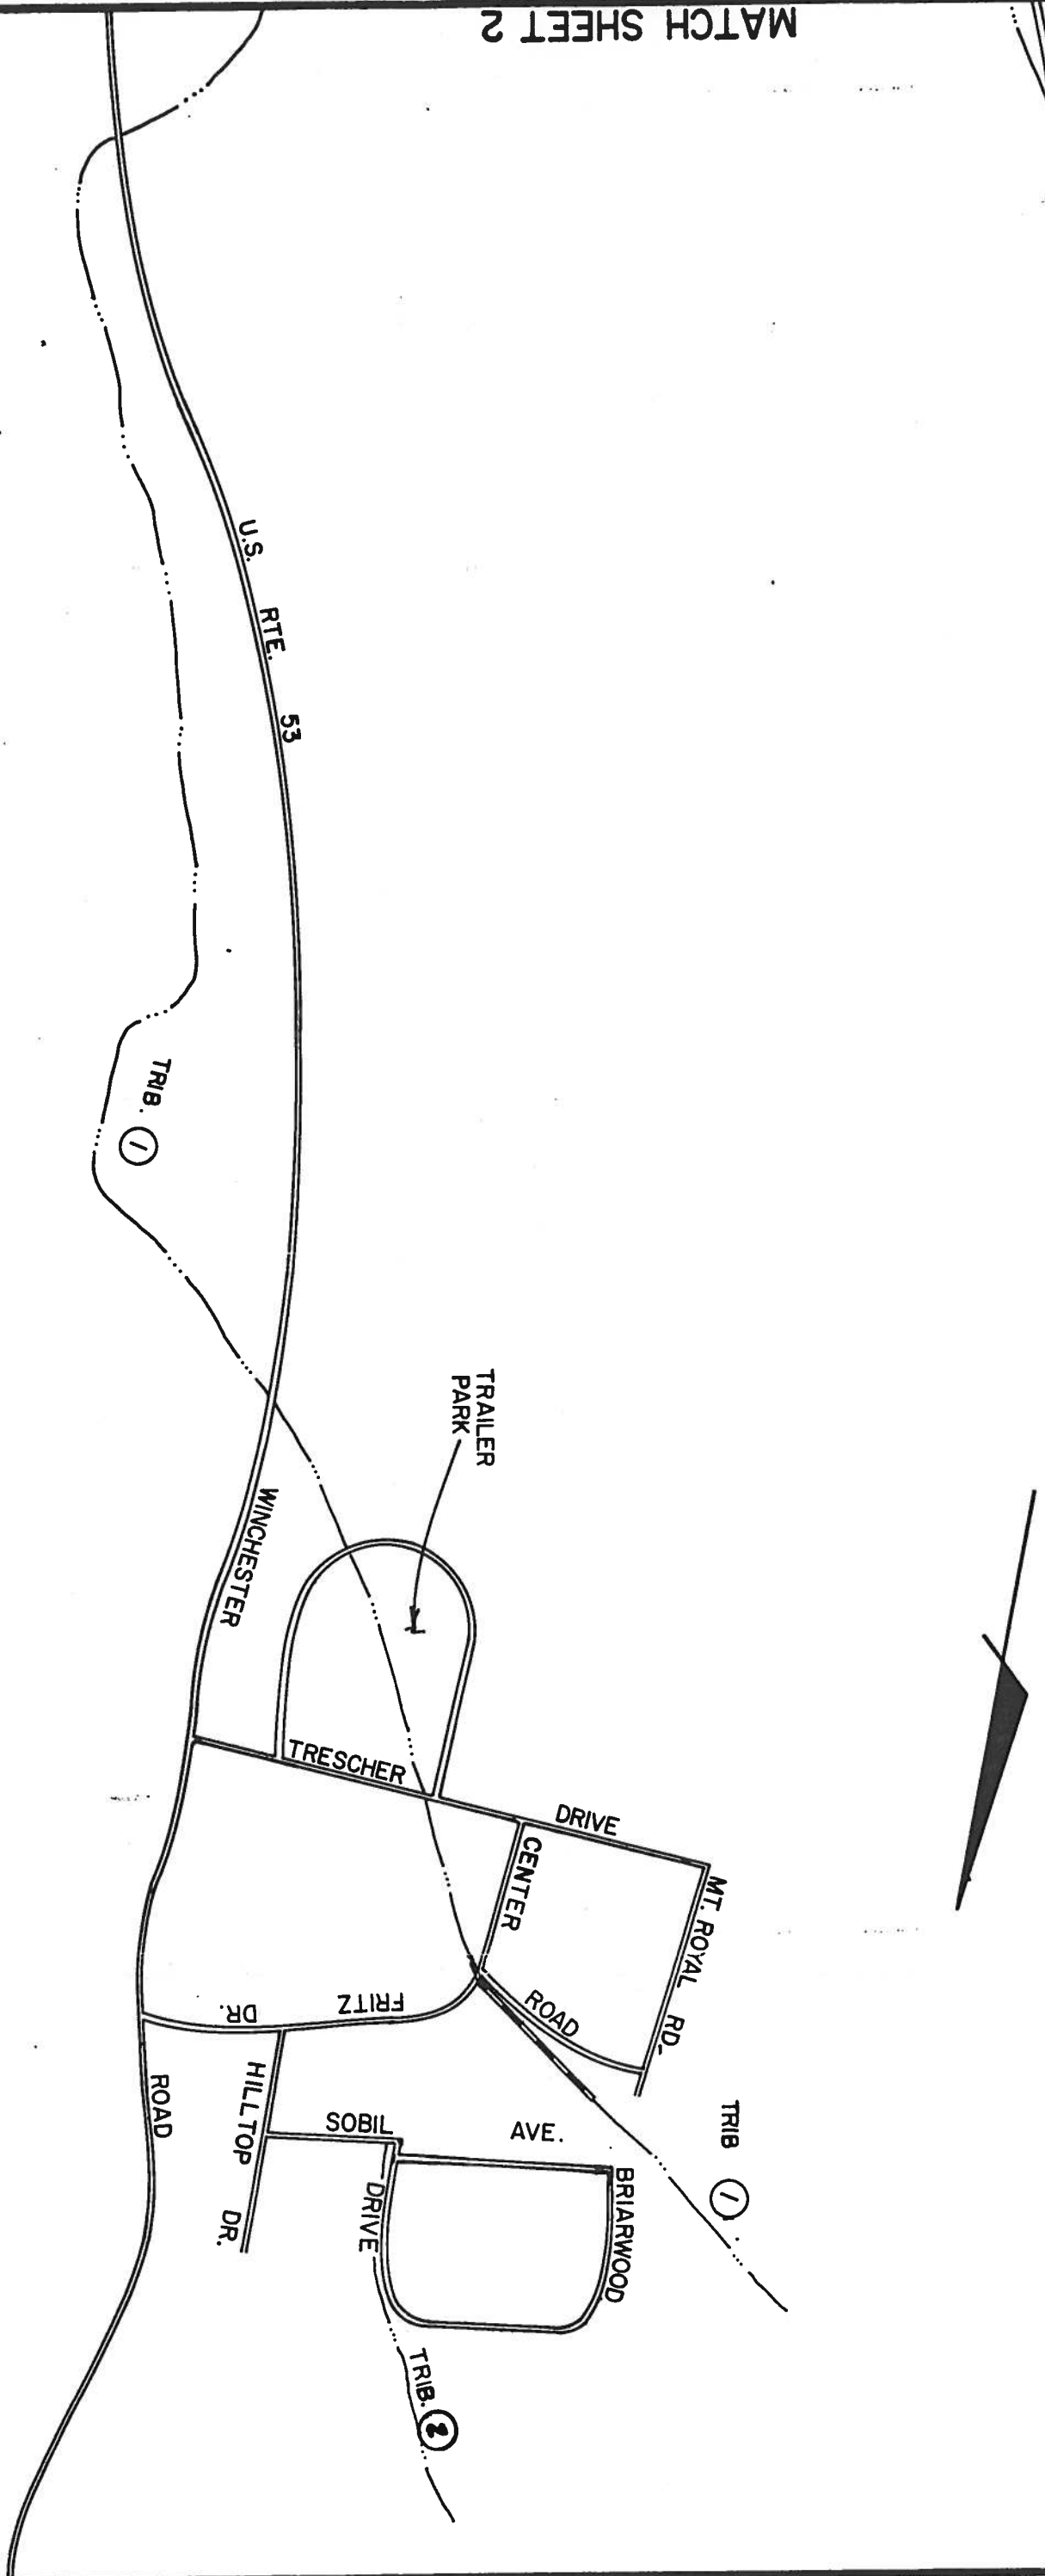 MATCH SHEET 2
U.S. RTE. 53
TRIB. 1
TRAILER
PARK
WINCHESTER ROAD
TRESCHER DRIVE
CENTER ROAD
MT. ROYAL RD.
FRITZ DR.
HILLTOP DR.
SOBIL AVE.
BRIARWOOD DRIVE
TRIB 1
TRIB. 2